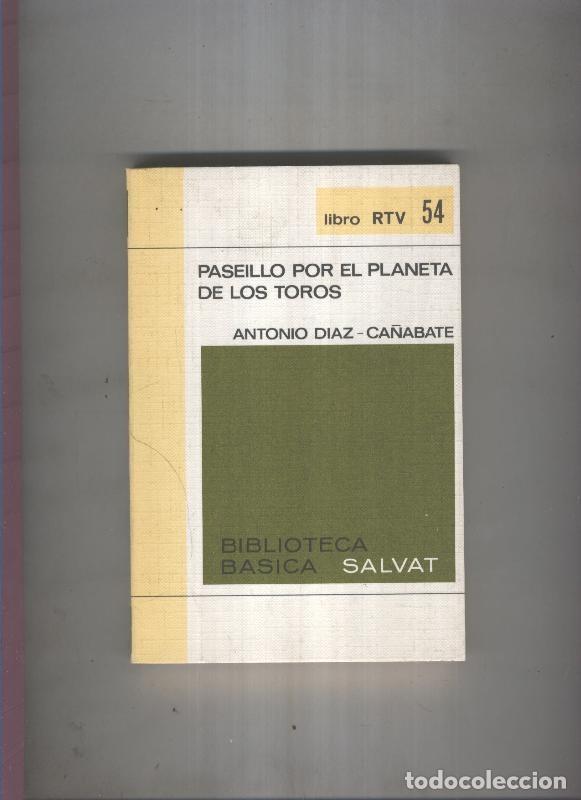 libro RTV 54
PASEILLO POR EL PLANETA
DE LOS TOROS
ANTONIO DIAZ-CAÑABATE
BIBLIOTECA
BASICA SALVAT
todocoleccion